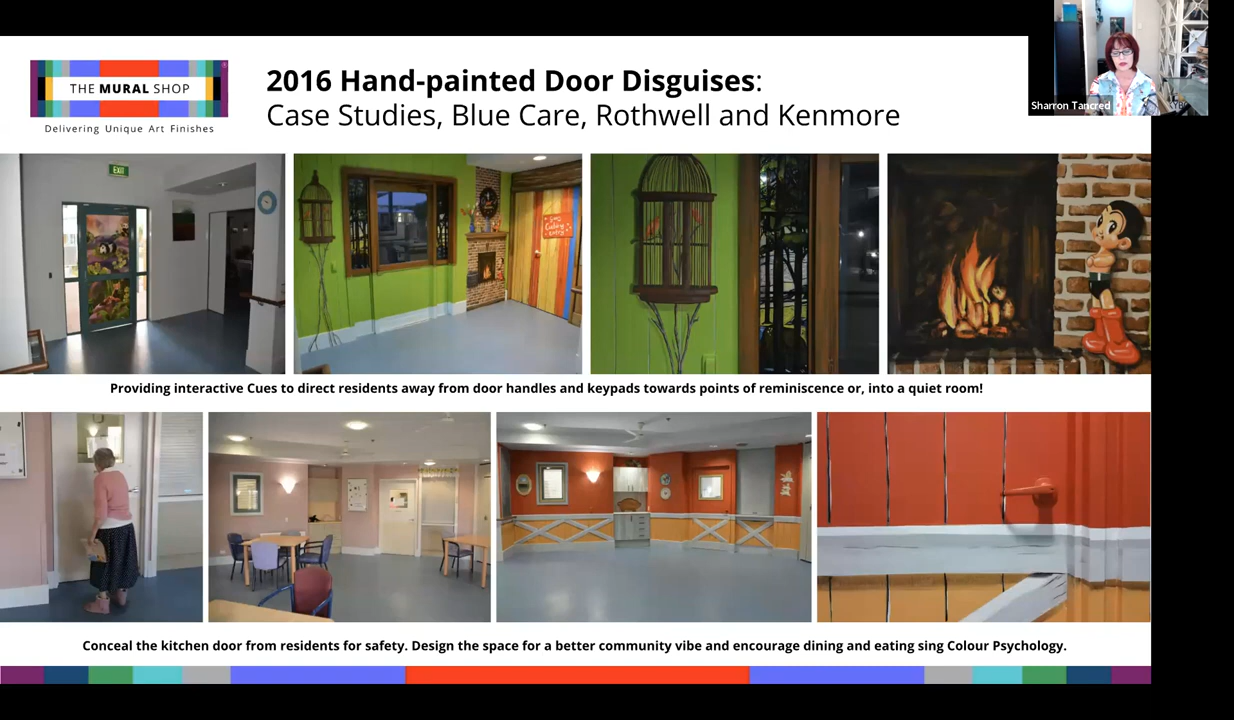 THE MURAL SHOP
Delivering Unique Art Finishes
2016 Hand-painted Door Disguises:
Case Studies, Blue Care, Rothwell and Kenmore
Sharron Tancred
EXIT
Providing interactive Cues to direct residents away from door handles and keypads towards points of reminiscence or, into a quiet room!
Conceal the kitchen door from residents for safety. Design the space for a better community vibe and encourage dining and eating sing Colour Psychology.